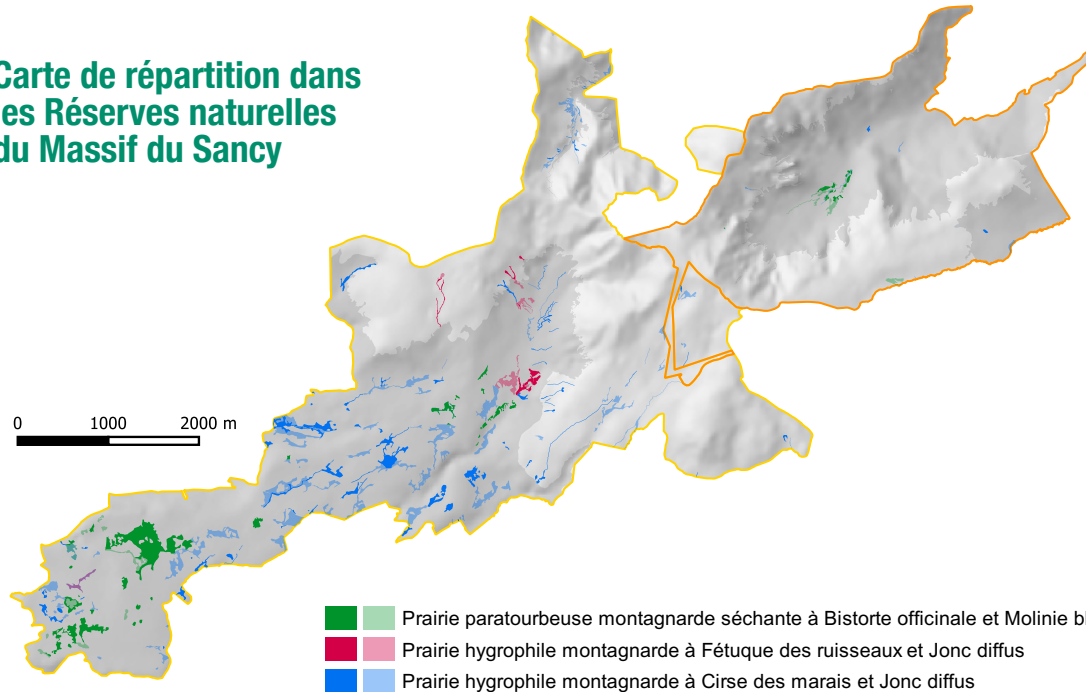 Carte de répartition dans
les Réserves naturelles
du Massif du Sancy
0 1000 2000 m
Prairie paratourbeuse montagnarde séchante à Bistorte officinale et Molinie
Prairie hygrophile montagnarde à Fétuque des ruisseaux et Jonc diffus
Prairie hygrophile montagnarde à Cirse des marais et Jonc diffus